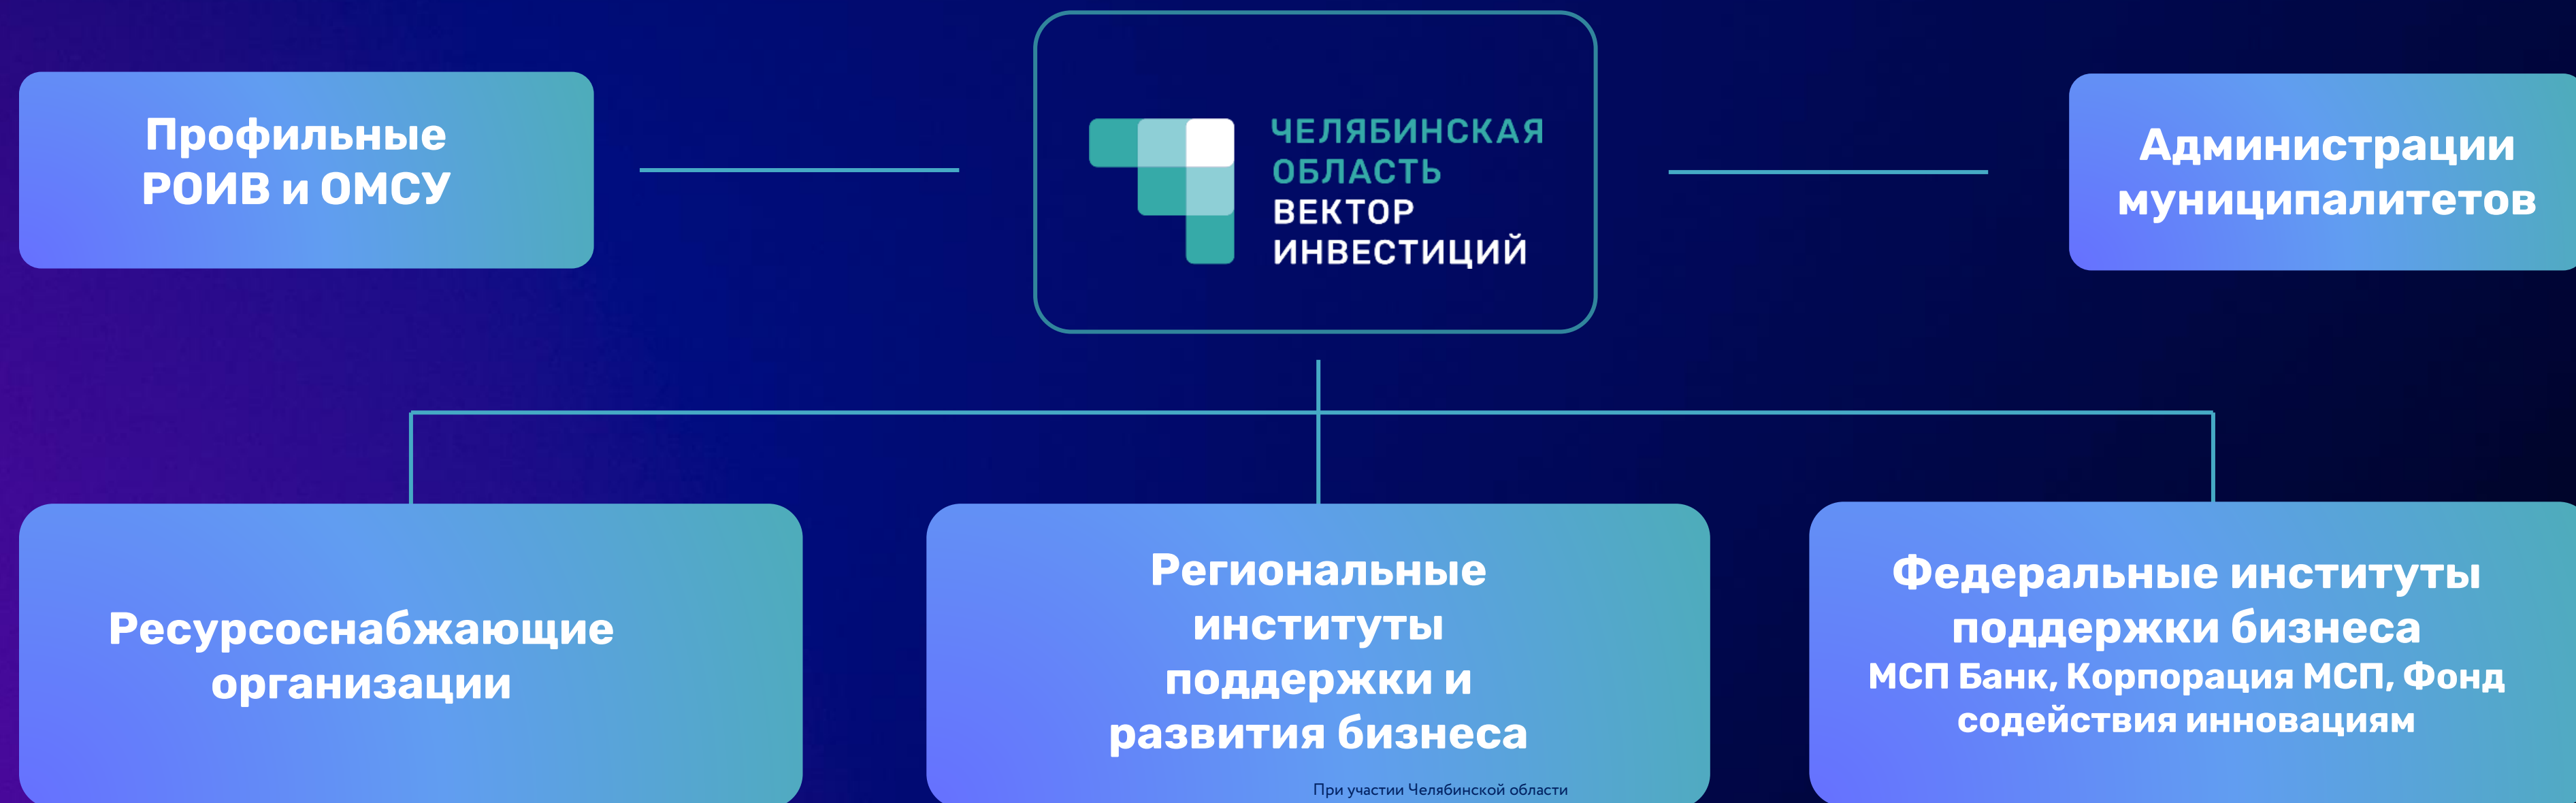 Профильные
РОИВ и ОМСУ
ЧЕЛЯБИНСКАЯ
ОБЛАСТЬ
ВЕКТОР
ИНВЕСТИЦИЙ
Администрации
муниципалитетов
Ресурсоснабжающие
организации
Региональные
институты
поддержки и
развития бизнеса
При участии Челябинской области
Федеральные институты
поддержки бизнеса
МСП Банк, Корпорация МСП, Фонд
содействия инновациям